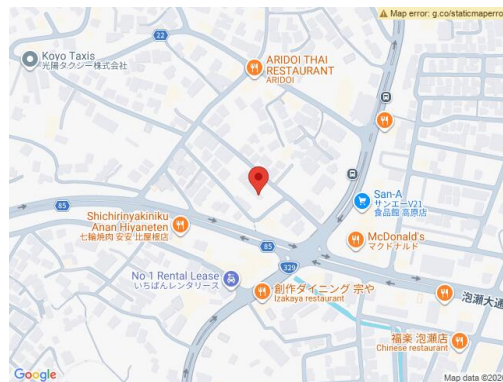 Map error: g.co/staticmaperro
22
Koyo Taxis
光陽タクシー株式会社
ARIDOI THAI
RESTAURANT
ARIDOI
San-A
サンエーV21
食品館 高原店
85
Shichirinyakiniku
Anan Hiyaneten
七輪焼肉 安安 比屋根店
McDonald's
マクドナルド
85
329
No 1 Rental Lease
いちばんレンタリース
創作ダイニング 宗や
Izakaya restaurant
泡瀬大通
福楽 泡瀬店
Chinese restaurant
Google
Map data ©202